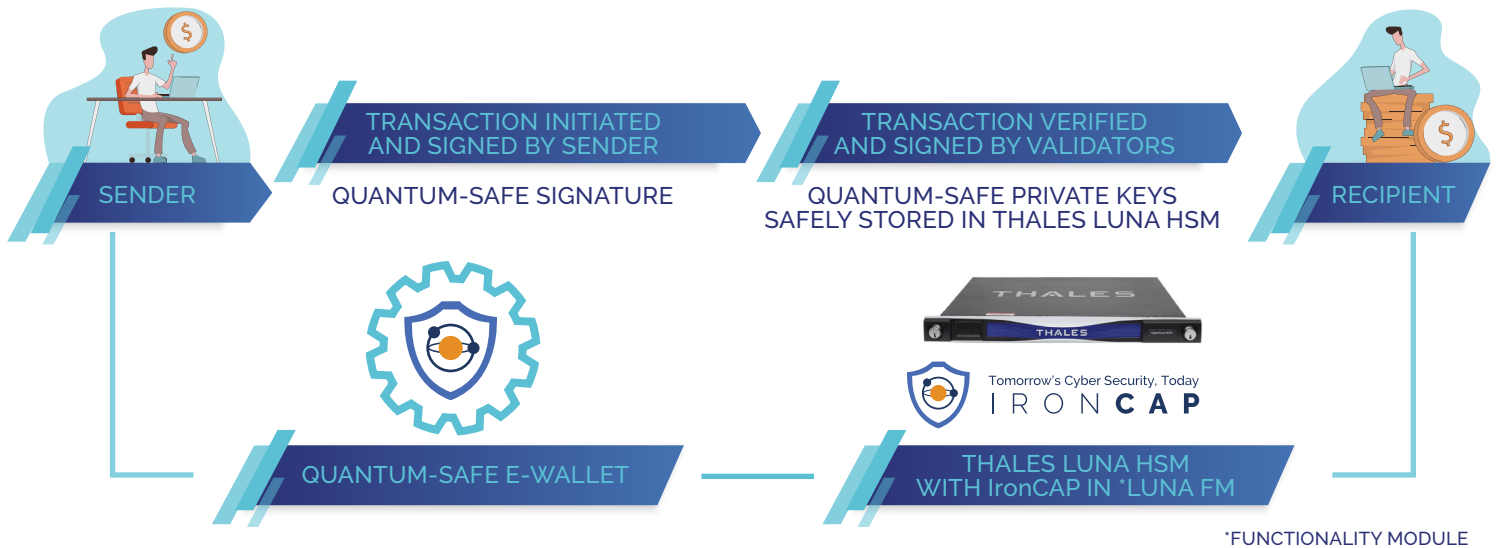 SENDER
TRANSACTION INITIATED
AND SIGNED BY SENDER
QUANTUM-SAFE SIGNATURE
TRANSACTION VERIFIED
AND SIGNED BY VALIDATORS
QUANTUM-SAFE PRIVATE KEYS
SAFELY STORED IN THALES LUNA HSM
RECIPIENT
THALES
THALES
Tomorrow's Cyber Security, Today
IRONCAP
QUANTUM-SAFE E-WALLET
THALES LUNA HSM
WITH IronCAP IN *LUNA FM
*FUNCTIONALITY MODULE